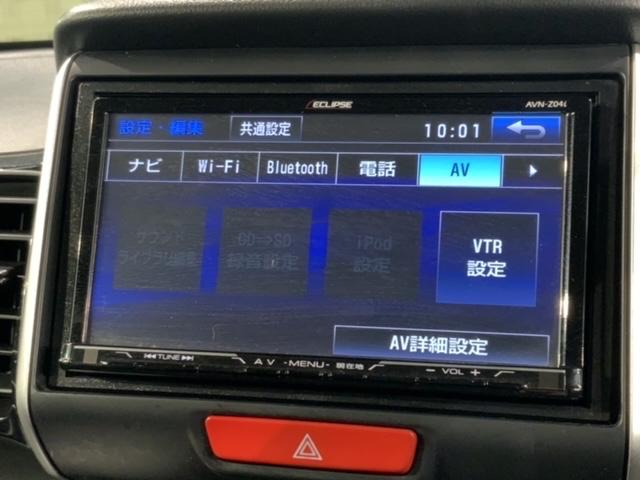 ECLIPSE
AVN-Z04i
設定・編集 共通設定 10:01
ナビ Wi-Fi Bluetooth 電話 AV
サウンド
ライブラリ編集
CD⇒SD
録音設定
iPod
設定
VTR
設定
AV詳細設定
TUNE AV -MENU- 現在地 - VOL +